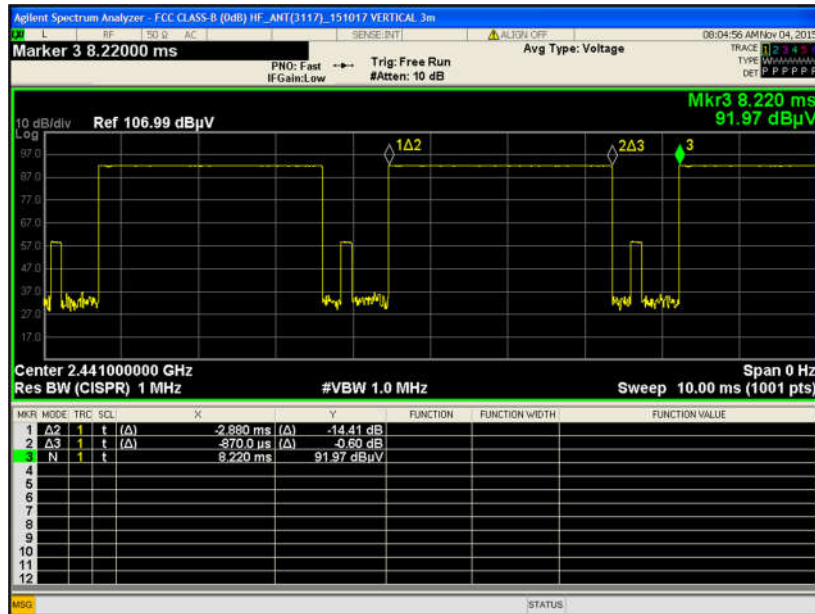 Agilent Spectrum Analyzer - FCC CLASS-B (0dB) HF_ANT(3117)_151017 VERTICAL 3m
L RF 50 Ω AC SENSE:INT ALIGN OFF 08:04:56 AM Nov 04, 2015
Marker 3 8.22000 ms Avg Type: Voltage TRACE 1 2 3 4 5
PNO: Fast Trig: Free Run TYPE
IFGain:Low #Atten: 10 dB DET P P P P P
Mkr3 8.220 ms
10 dB/div Ref 106.99 dBµV 91.97 dBµV
Log
97.0 1Δ2 2Δ3 3
87.0
77.0
67.0
57.0
47.0
37.0
27.0
17.0
Center 2.441000000 GHz Span 0 Hz
Res BW (CISPR) 1 MHz #VBW 1.0 MHz Sweep 10.00 ms (1001 pts)
MKR MODE TRC SCL X Y FUNCTION FUNCTION WIDTH FUNCTION VALUE
1 Δ2 1 t (Δ) -2.880 ms (Δ) -14.41 dB
2 Δ3 1 t (Δ) -870.0 µs (Δ) -0.60 dB
3 N 1 t 8.220 ms 91.97 dBµV
4
5
6
7
8
9
10
11
12
MSG STATUS